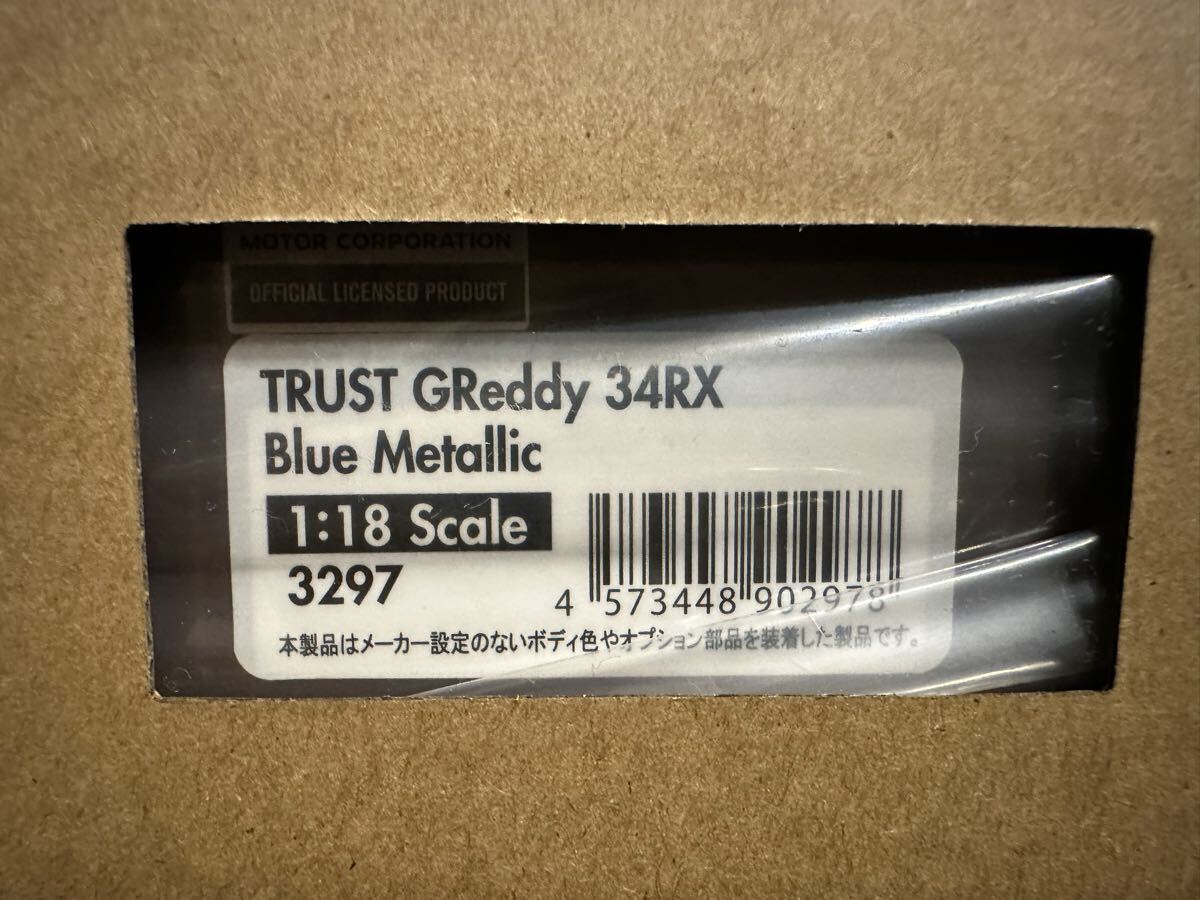 MOTOR CORPORATION
OFFICIAL LICENSED PRODUCT
TRUST GReddy 34RX
Blue Metallic
1:18 Scale
3297
4 573448 902978
本製品はメーカー設定のないボディ色やオプション部品を装着した製品です。